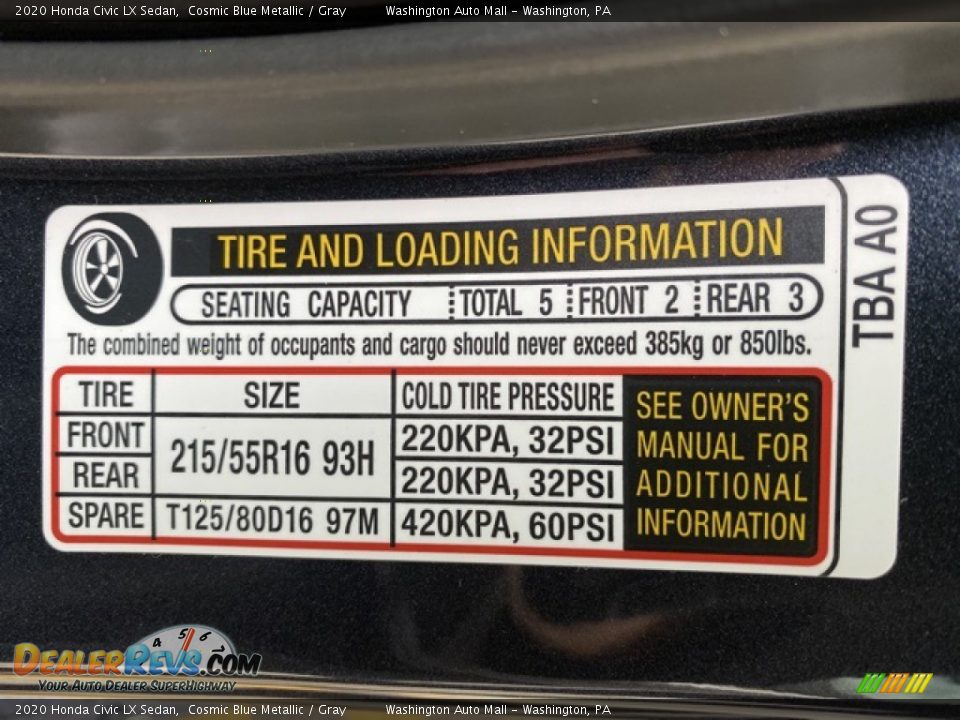 2020 Honda Civic LX Sedan,  Cosmic Blue Metallic / Gray        Washington Auto Mall - Washington, PA
TIRE AND LOADING INFORMATION
SEATING CAPACITY TOTAL 5 FRONT 2 REAR 3
The combined weight of occupants and cargo should never exceed 385kg or 850lbs.
TIRE SIZE COLD TIRE PRESSURE
FRONT 215/55R16 93H 220KPA, 32PSI
REAR 220KPA, 32PSI
SPARE T125/80D16 97M 420KPA, 60PSI
SEE OWNER'S
MANUAL FOR
ADDITIONAL
INFORMATION
TBA A0
4 5 6
DEALERREVS.COM
YOUR AUTO DEALER SUPERHIGHWAY
2020 Honda Civic LX Sedan,  Cosmic Blue Metallic / Gray        Washington Auto Mall - Washington, PA